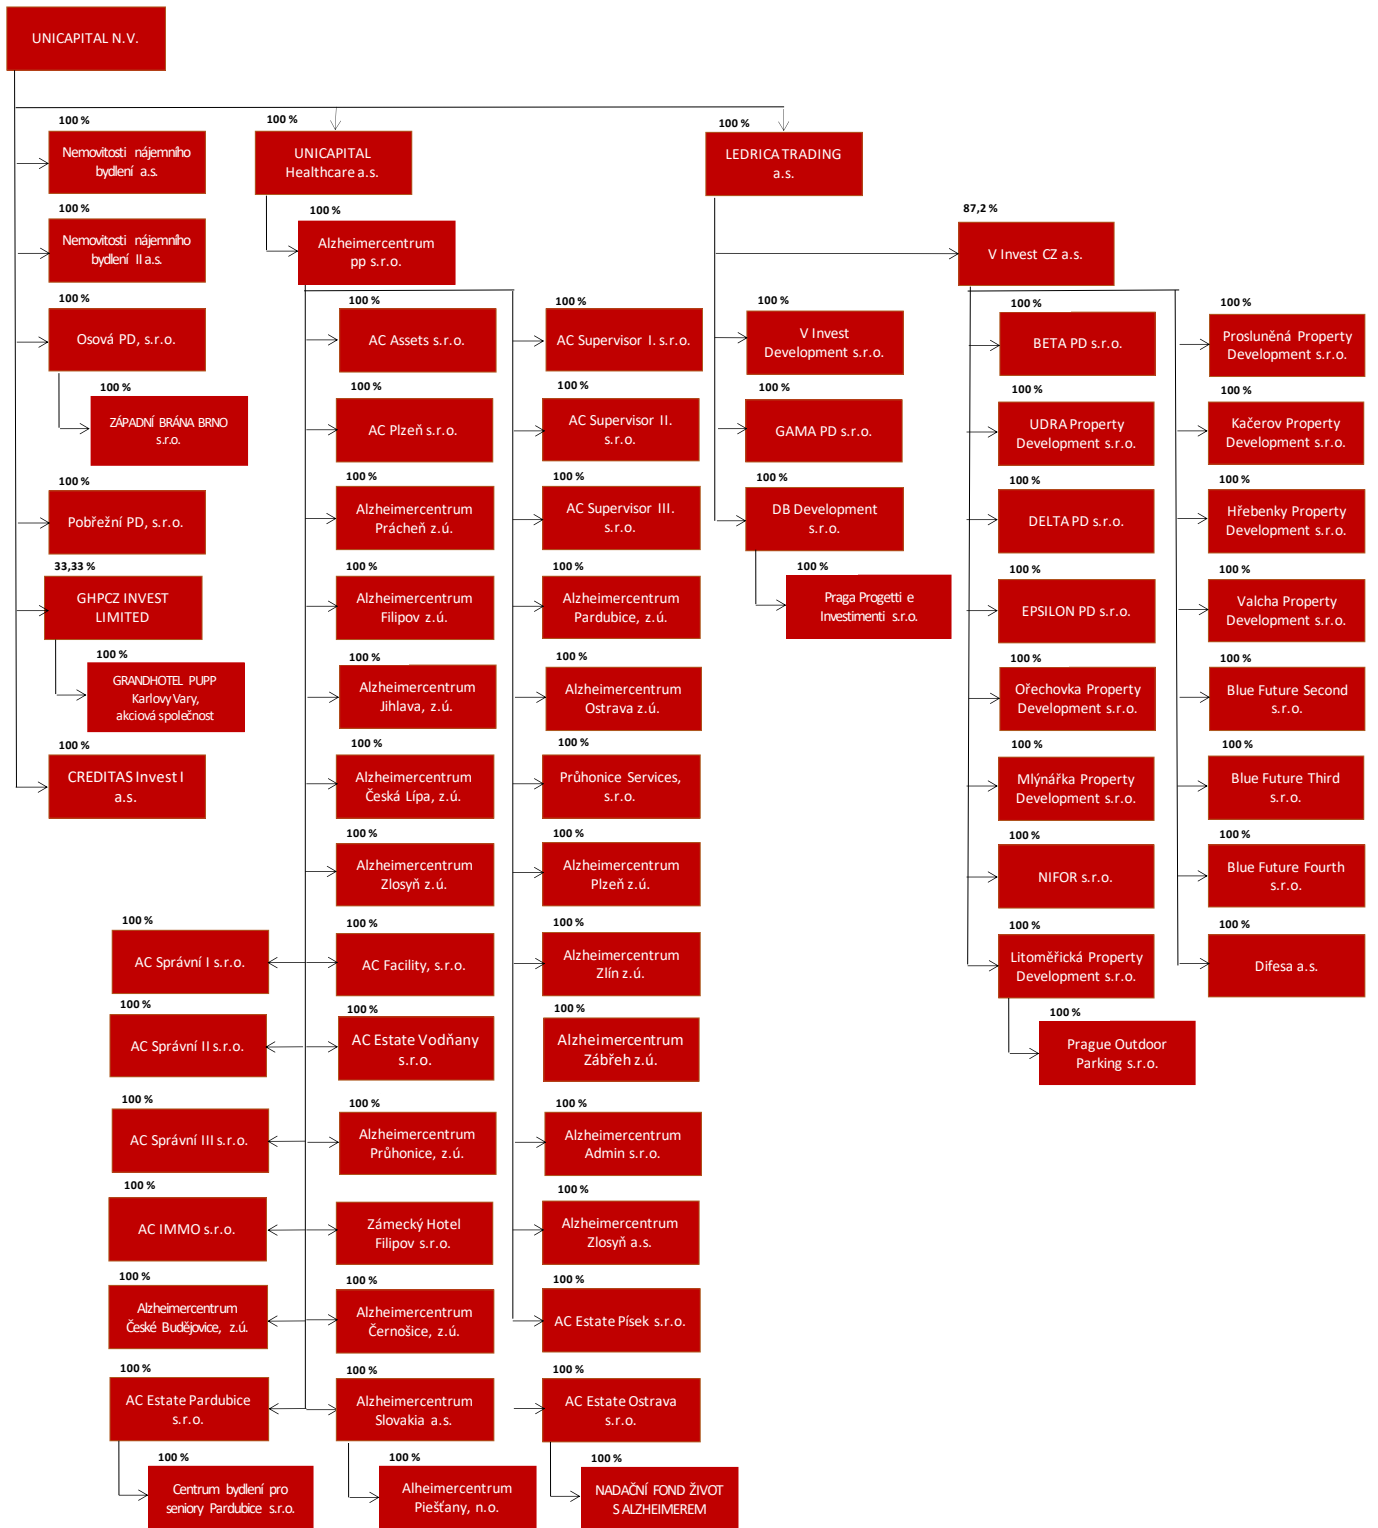 UNICAPITAL N.V.
100 %
Nemovitosti nájemního
bydlení a.s.
100 %
Nemovitosti nájemního
bydlení II a.s.
100 %
Osová PD, s.r.o.
100 %
ZÁPADNÍ BRÁNA BRNO
s.r.o.
100 %
Pobřežní PD, s.r.o.
33,33 %
GHPCZ INVEST
LIMITED
100 %
GRANDHOTEL PUPP
Karlovy Vary,
akciová společnost
100 %
CREDITAS Invest I
a.s.
100 %
UNICAPITAL
Healthcare a.s.
100 %
Alzheimercentrum
pp s.r.o.
100 %
AC Správní I s.r.o.
100 %
AC Správní II s.r.o.
100 %
AC Správní III s.r.o.
100 %
AC IMMO s.r.o.
100 %
Alzheimercentrum
České Budějovice, z.ú.
100 %
AC Estate Pardubice
s.r.o.
100 %
Centrum bydlení pro
seniory Pardubice s.r.o.
100 %
AC Assets s.r.o.
100 %
AC Plzeň s.r.o.
100 %
Alzheimercentrum
Prácheň z.ú.
100 %
Alzheimercentrum
Filipov z.ú.
100 %
Alzheimercentrum
Jihlava, z.ú.
100 %
Alzheimercentrum
Česká Lípa, z.ú.
100 %
Alzheimercentrum
Zlosyň z.ú.
100 %
AC Facility, s.r.o.
100 %
AC Estate Vodňany
s.r.o.
100 %
Alzheimercentrum
Průhonice, z.ú.
100 %
Zámecký Hotel
Filipov s.r.o.
100 %
Alzheimercentrum
Černošice, z.ú.
100 %
Alzheimercentrum
Slovakia a.s.
100 %
Alheimercentrum
Piešťany, n.o.
100 %
AC Supervisor I. s.r.o.
100 %
AC Supervisor II.
s.r.o.
100 %
AC Supervisor III.
s.r.o.
100 %
Alzheimercentrum
Pardubice, z.ú.
100 %
Alzheimercentrum
Ostrava z.ú.
100 %
Průhonice Services,
s.r.o.
100 %
Alzheimercentrum
Plzeň z.ú.
100 %
Alzheimercentrum
Zlín z.ú.
100 %
Alzheimercentrum
Zábřeh z.ú.
100 %
Alzheimercentrum
Admin s.r.o.
100 %
Alzheimercentrum
Zlosyň a.s.
100 %
AC Estate Písek s.r.o.
100 %
AC Estate Ostrava
s.r.o.
100 %
NADAČNÍ FOND ŽIVOT
S ALZHEIMEREM
100 %
LEDRICA TRADING
a.s.
100 %
V Invest
Development s.r.o.
100 %
GAMA PD s.r.o.
100 %
DB Development
s.r.o.
100 %
Praga Progetti e
Investimenti s.r.o.
87,2 %
V Invest CZ a.s.
100 %
BETA PD s.r.o.
100 %
UDRA Property
Development s.r.o.
100 %
DELTA PD s.r.o.
100 %
EPSILON PD s.r.o.
100 %
Ořechovka Property
Development s.r.o.
100 %
Mlýnářka Property
Development s.r.o.
100 %
NIFOR s.r.o.
100 %
Litoměřická Property
Development s.r.o.
100 %
Prague Outdoor
Parking s.r.o.
100 %
Prosluněná Property
Development s.r.o.
100 %
Kačerov Property
Development s.r.o.
100 %
Hřebenky Property
Development s.r.o.
100 %
Valcha Property
Development s.r.o.
100 %
Blue Future Second
s.r.o.
100 %
Blue Future Third
s.r.o.
100 %
Blue Future Fourth
s.r.o.
100 %
Difesa a.s.